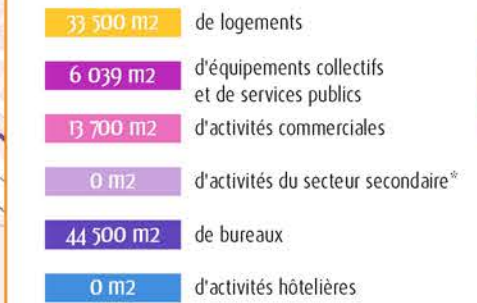 33 500 m2 de logements
6 039 m2 d'équipements collectifs
et de services publics
13 700 m2 d'activités commerciales
0 m2 d'activités du secteur secondaire*
44 500 m2 de bureaux
0 m2 d'activités hôtelières